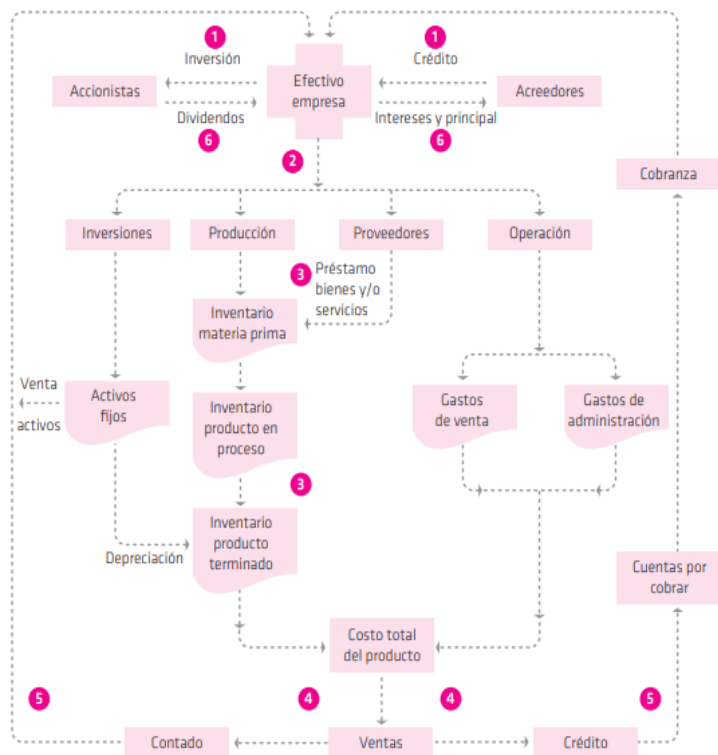 1
1
Inversión
Crédito
Accionistas
Efectivo
empresa
Acreedores
Dividendos
Intereses y principal
6
6
2
Cobranza
Inversiones
Producción
Proveedores
Operación
3
Préstamo
bienes y/o
servicios
Inventario
materia prima
Venta
activos
Activos
fijos
Inventario
producto en
proceso
Gastos
de venta
Gastos de
administración
3
Depreciación
Inventario
producto
terminado
Cuentas por
cobrar
Costo total
del producto
5
4
4
5
Contado
Ventas
Crédito